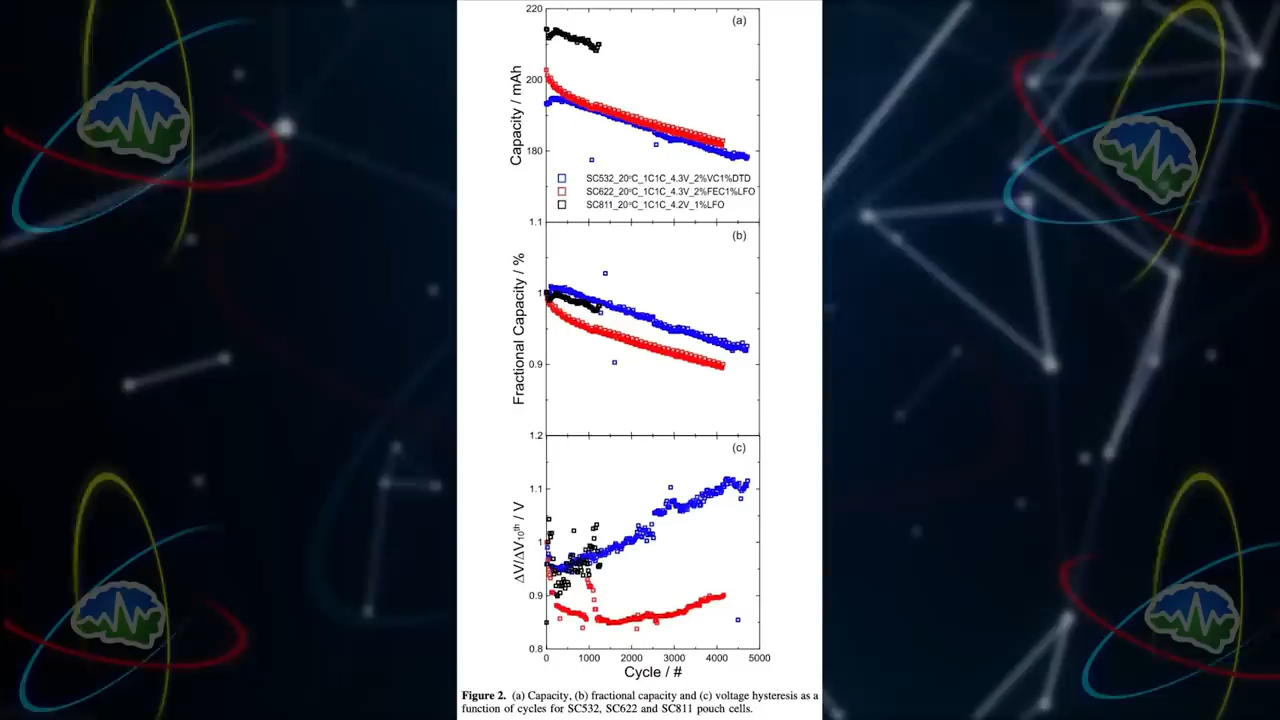 220
(a)
200
180
Capacity / mAh
SC532_20°C_1C1C_4.3V_2%VC1%DTD
SC622_20°C_1C1C_4.3V_2%FEC1%LFO
SC811_20°C_1C1C_4.2V_1%LFO
1.1
(b)
1
0.9
Fractional Capacity / %
1.2
(c)
1.1
1
0.9
0.8
ΔV/ΔV10th / V
0 1000 2000 3000 4000 5000
Cycle / #
Figure 2. (a) Capacity, (b) fractional capacity and (c) voltage hysteresis as a
function of cycles for SC532, SC622 and SC811 pouch cells.